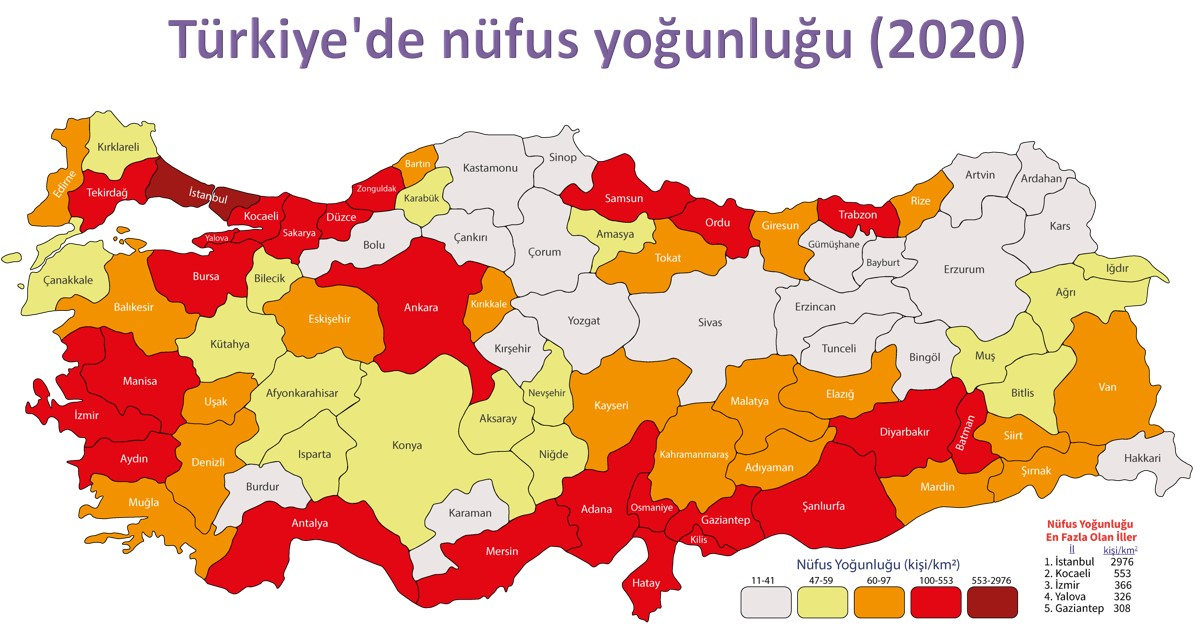 Türkiye'de nüfus yoğunluğu (2020)
Kırklareli
Edirne
Tekirdağ
İstanbul
Kocaeli
Yalova
Sakarya
Düzce
Zonguldak
Bartın
Karabük
Kastamonu
Sinop
Samsun
Ordu
Giresun
Trabzon
Rize
Artvin
Ardahan
Kars
Bolu
Çankırı
Çorum
Amasya
Tokat
Gümüşhane
Bayburt
Erzurum
Iğdır
Ağrı
Çanakkale
Balıkesir
Bursa
Bilecik
Eskişehir
Ankara
Kırıkkale
Yozgat
Sivas
Erzincan
Tunceli
Bingöl
Muş
Bitlis
Van
Kütahya
Kırşehir
Manisa
İzmir
Uşak
Afyonkarahisar
Konya
Aksaray
Nevşehir
Kayseri
Malatya
Elazığ
Diyarbakır
Batman
Siirt
Şırnak
Hakkari
Aydın
Denizli
Isparta
Niğde
Kahramanmaraş
Adıyaman
Mardin
Muğla
Burdur
Antalya
Karaman
Mersin
Adana
Osmaniye
Gaziantep
Kilis
Şanlıurfa
Hatay
Nüfus Yoğunluğu (kişi/km²)
11-41 47-59 60-97 100-553 553-2976
Nüfus Yoğunluğu
En Fazla Olan İller
İl kişi/km²
1. İstanbul 2976
2. Kocaeli 553
3. İzmir 366
4. Yalova 326
5. Gaziantep 308